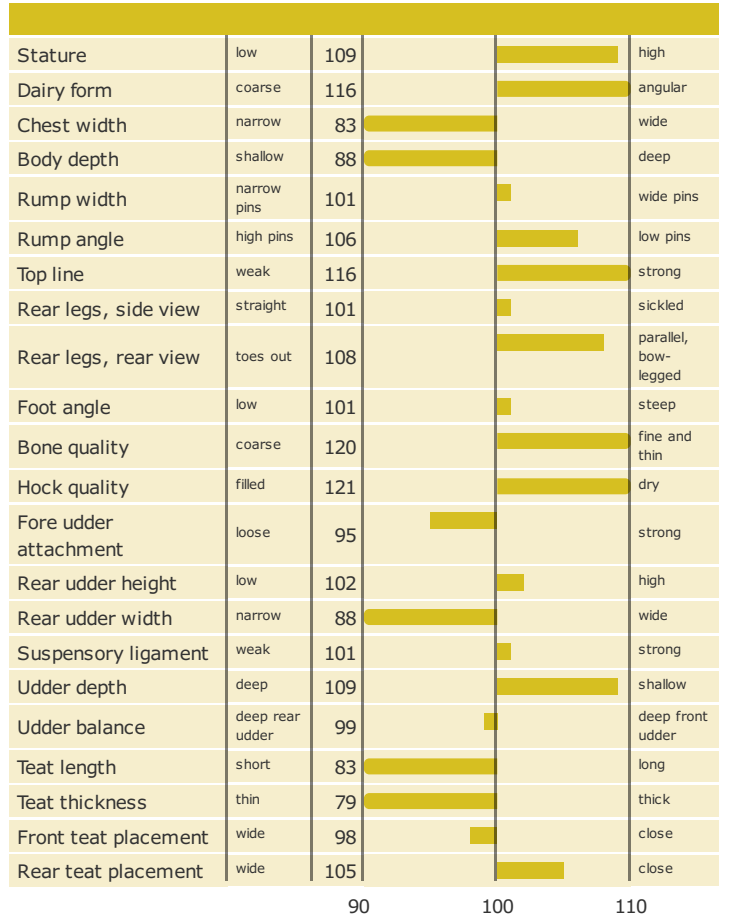 Stature low 109 high
Dairy form coarse 116 angular
Chest width narrow 83 wide
Body depth shallow 88 deep
Rump width narrow pins 101 wide pins
Rump angle high pins 106 low pins
Top line weak 116 strong
Rear legs, side view straight 101 sickled
Rear legs, rear view toes out 108 parallel, bow-legged
Foot angle low 101 steep
Bone quality coarse 120 fine and thin
Hock quality filled 121 dry
Fore udder attachment loose 95 strong
Rear udder height low 102 high
Rear udder width narrow 88 wide
Suspensory ligament weak 101 strong
Udder depth deep 109 shallow
Udder balance deep rear udder 99 deep front udder
Teat length short 83 long
Teat thickness thin 79 thick
Front teat placement wide 98 close
Rear teat placement wide 105 close
90 100 110